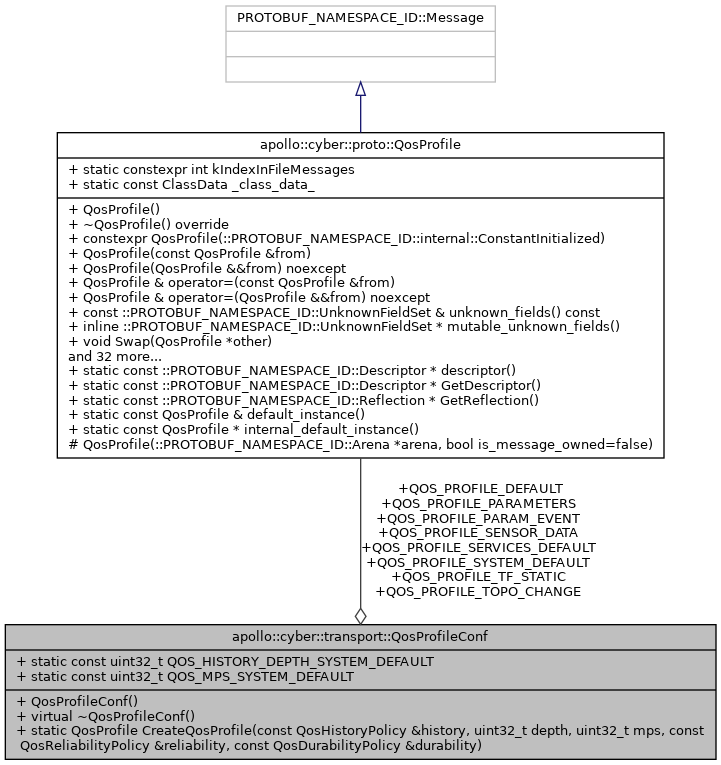 PROTOBUF_NAMESPACE_ID::Message
apollo::cyber::proto::QosProfile
+ static constexpr int kIndexInFileMessages
+ static const ClassData _class_data_
+ QosProfile()
+ ~QosProfile() override
+ constexpr QosProfile(::PROTOBUF_NAMESPACE_ID::internal::ConstantInitialized)
+ QosProfile(const QosProfile &from)
+ QosProfile(QosProfile &&from) noexcept
+ QosProfile & operator=(const QosProfile &from)
+ QosProfile & operator=(QosProfile &&from) noexcept
+ const ::PROTOBUF_NAMESPACE_ID::UnknownFieldSet & unknown_fields() const
+ inline ::PROTOBUF_NAMESPACE_ID::UnknownFieldSet * mutable_unknown_fields()
+ void Swap(QosProfile *other)
and 32 more...
+ static const ::PROTOBUF_NAMESPACE_ID::Descriptor * descriptor()
+ static const ::PROTOBUF_NAMESPACE_ID::Descriptor * GetDescriptor()
+ static const ::PROTOBUF_NAMESPACE_ID::Reflection * GetReflection()
+ static const QosProfile & default_instance()
+ static const QosProfile * internal_default_instance()
# QosProfile(::PROTOBUF_NAMESPACE_ID::Arena *arena, bool is_message_owned=false)
+QOS_PROFILE_DEFAULT
+QOS_PROFILE_PARAMETERS
+QOS_PROFILE_PARAM_EVENT
+QOS_PROFILE_SENSOR_DATA
+QOS_PROFILE_SERVICES_DEFAULT
+QOS_PROFILE_SYSTEM_DEFAULT
+QOS_PROFILE_TF_STATIC
+QOS_PROFILE_TOPO_CHANGE
apollo::cyber::transport::QosProfileConf
+ static const uint32_t QOS_HISTORY_DEPTH_SYSTEM_DEFAULT
+ static const uint32_t QOS_MPS_SYSTEM_DEFAULT
+ QosProfileConf()
+ virtual ~QosProfileConf()
+ static QosProfile CreateQosProfile(const QosHistoryPolicy &history, uint32_t depth, uint32_t mps, const
QosReliabilityPolicy &reliability, const QosDurabilityPolicy &durability)